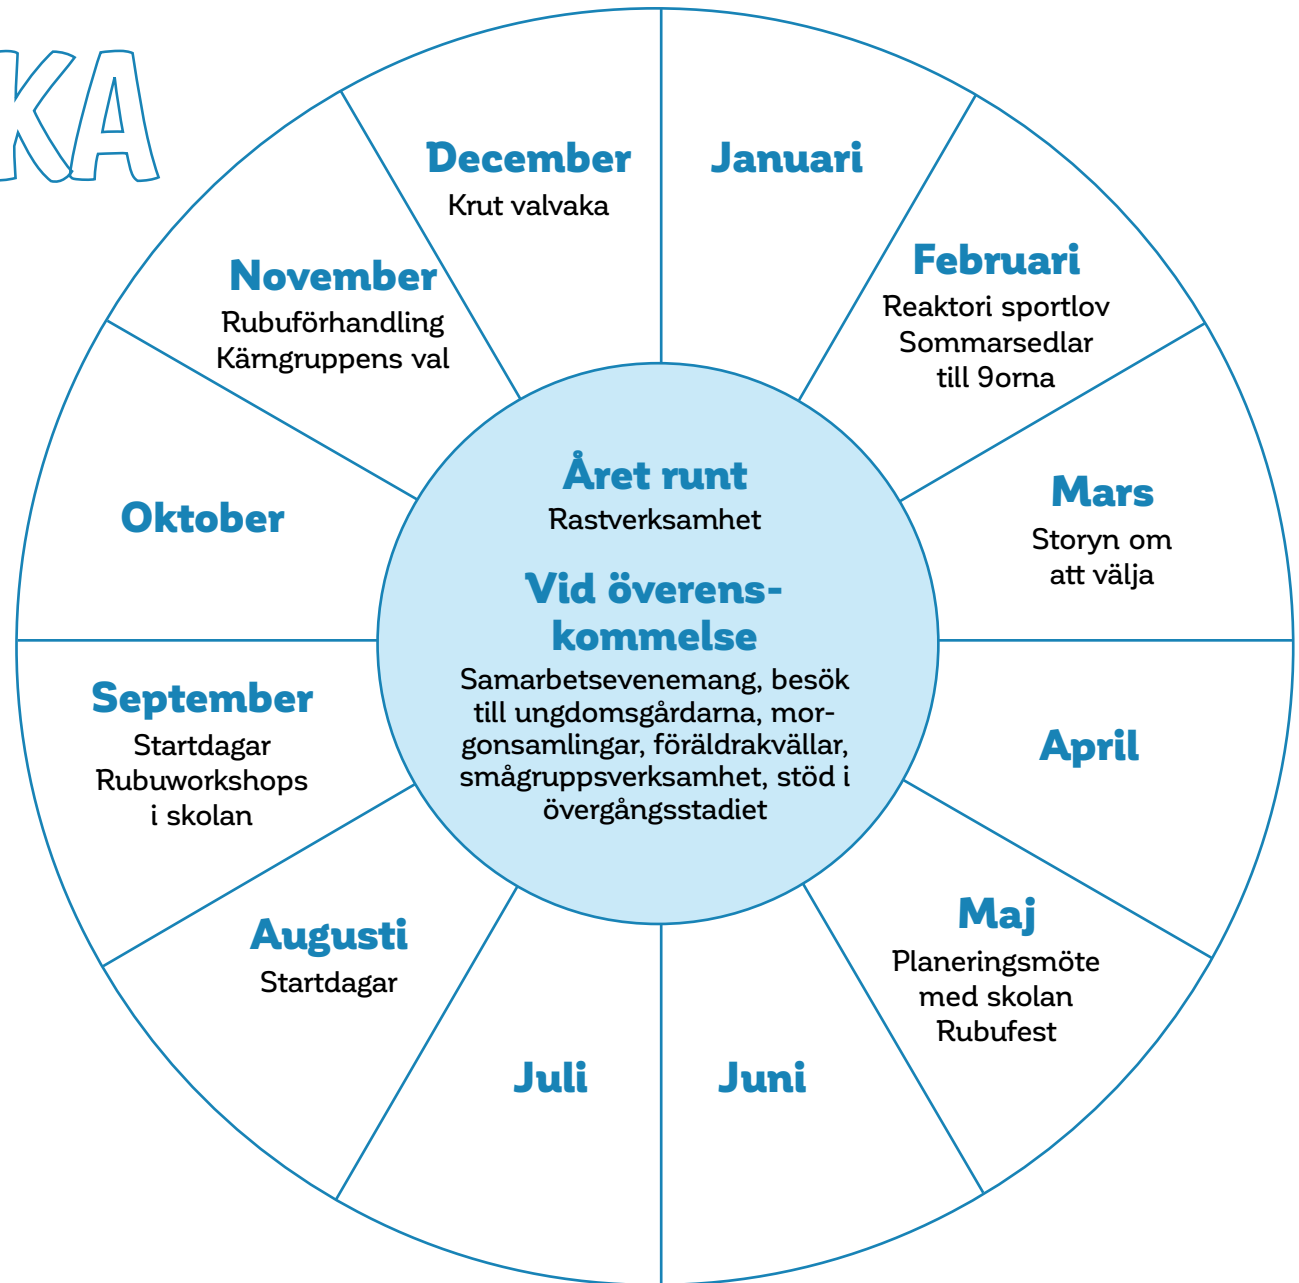 KA
December
Krut valvaka
Januari
Februari
Reaktori sportlov
Sommarsedlar
till 9orna
Mars
Storyn om
att välja
April
Maj
Planeringsmöte
med skolan
Rubufest
Juni
Juli
Augusti
Startdagar
September
Startdagar
Rubuworkshops
i skolan
Oktober
November
Rubuförhandling
Kärngruppens val
Året runt
Rastverksamhet
Vid överens-
kommelse
Samarbetsevenemang, besök
till ungdomsgårdarna, mor-
gonsamlingar, föräldrakvällar,
smågruppsverksamhet, stöd i
övergångsstadiet